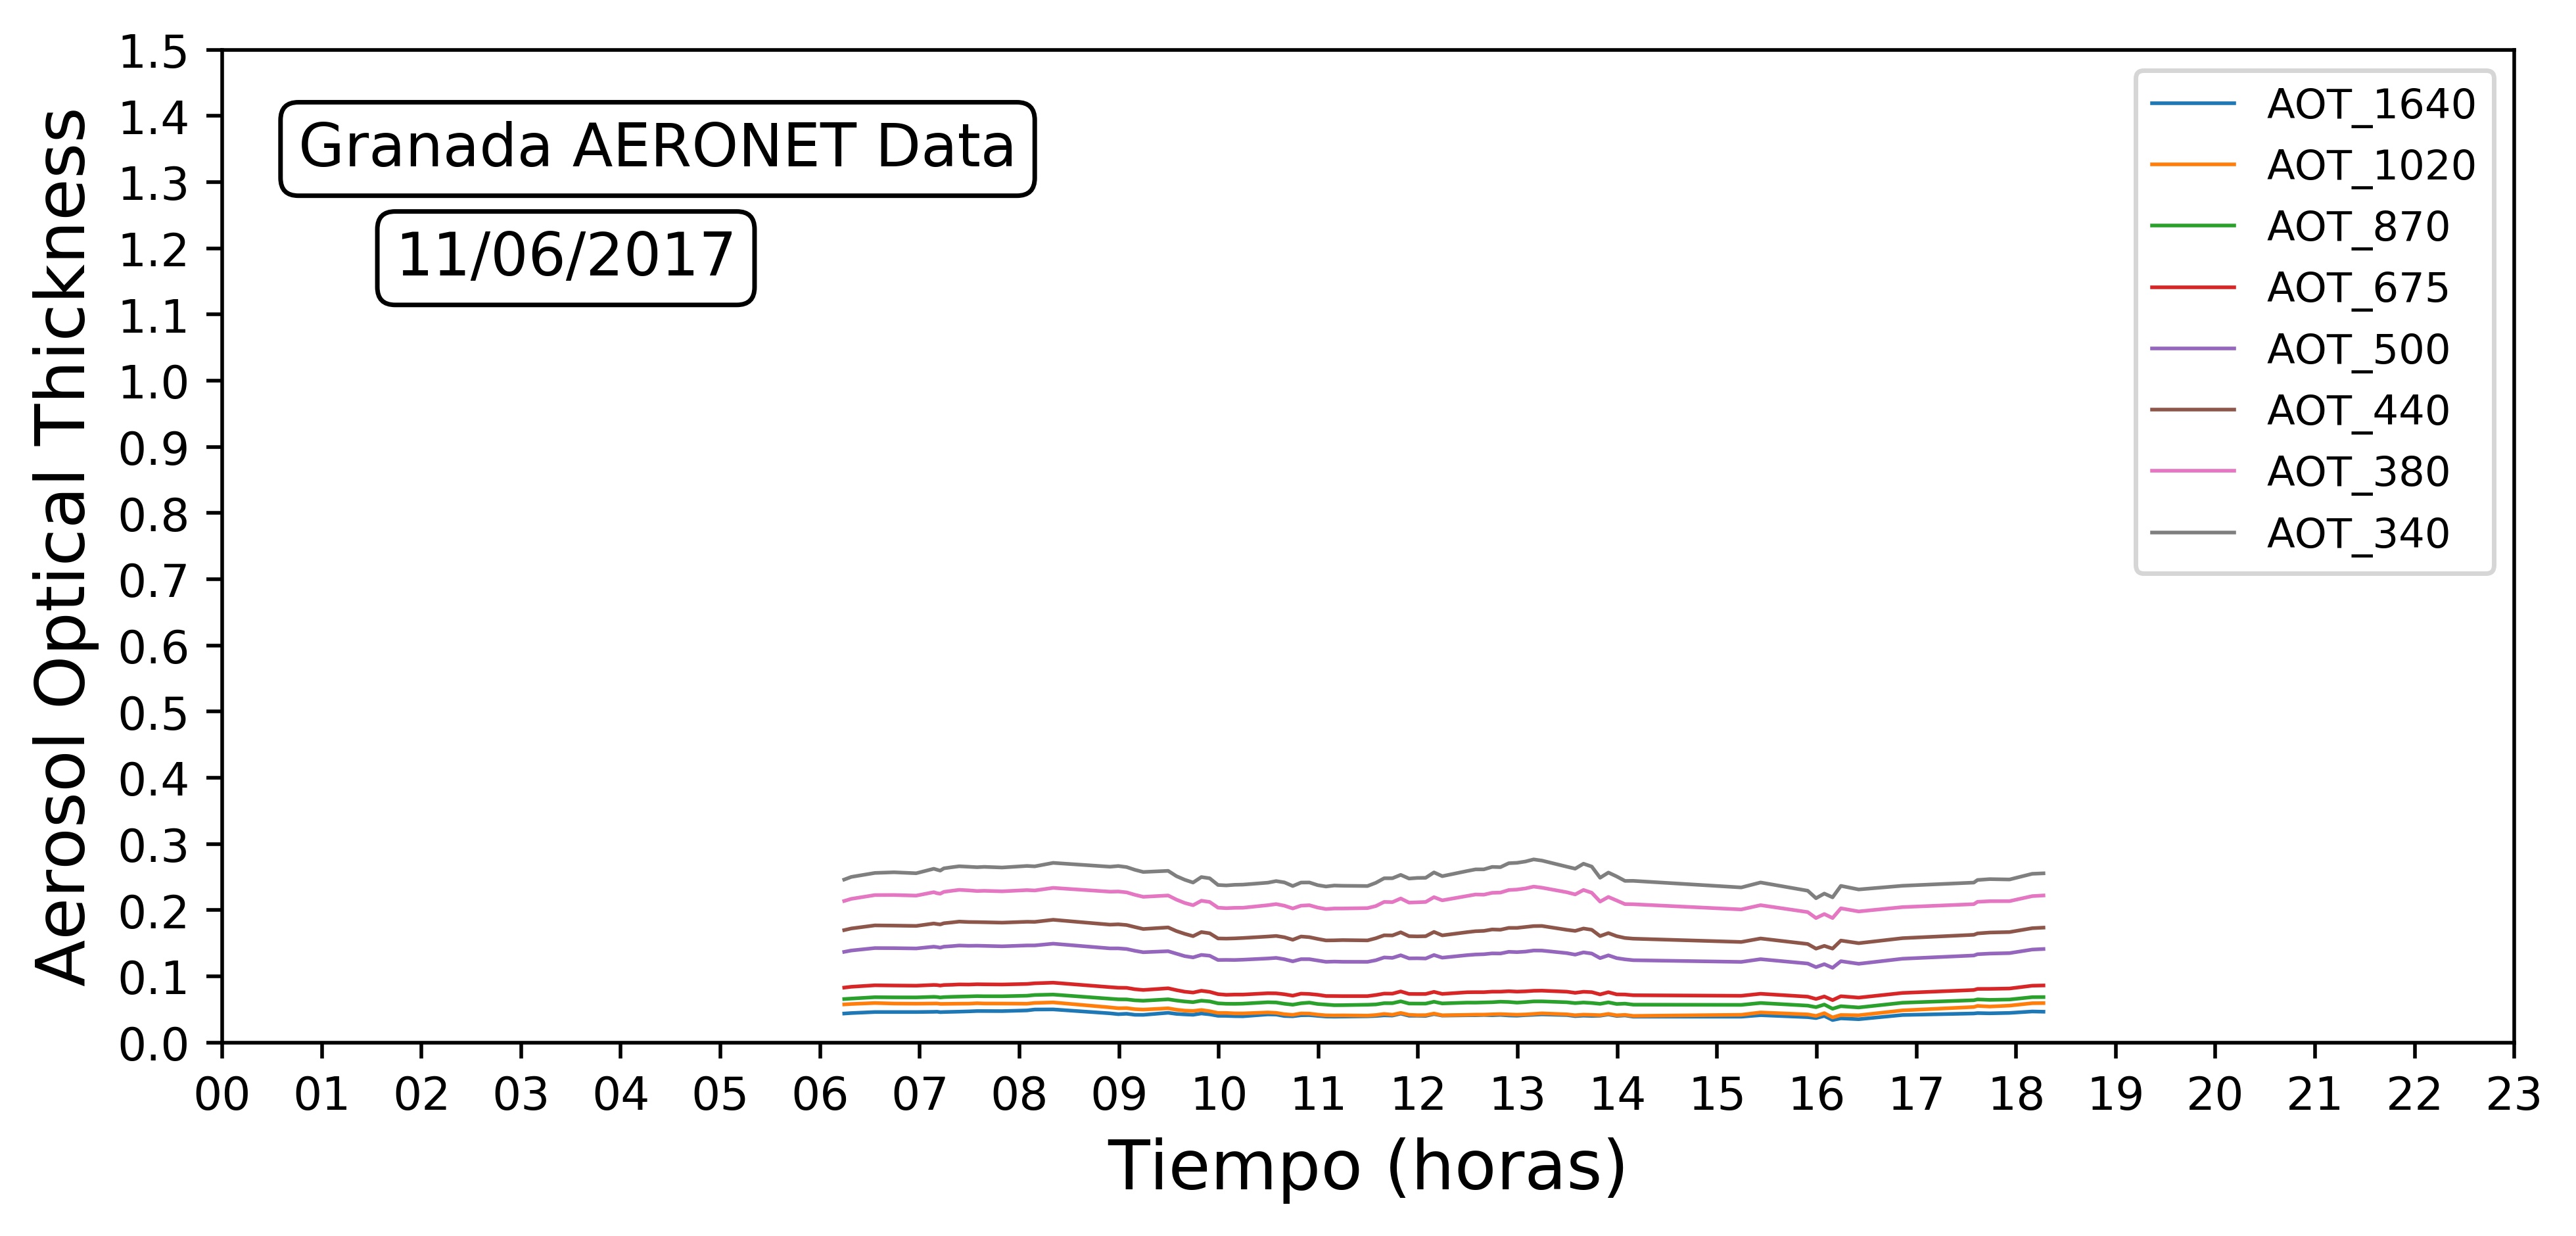 Aerosol Optical Thickness
1.5
1.4
1.3
1.2
1.1
1.0
0.9
0.8
0.7
0.6
0.5
0.4
0.3
0.2
0.1
0.0
Granada AERONET Data
11/06/2017
AOT_1640
AOT_1020
AOT_870
AOT_675
AOT_500
AOT_440
AOT_380
AOT_340
00 01 02 03 04 05 06 07 08 09 10 11 12 13 14 15 16 17 18 19 20 21 22 23
Tiempo (horas)